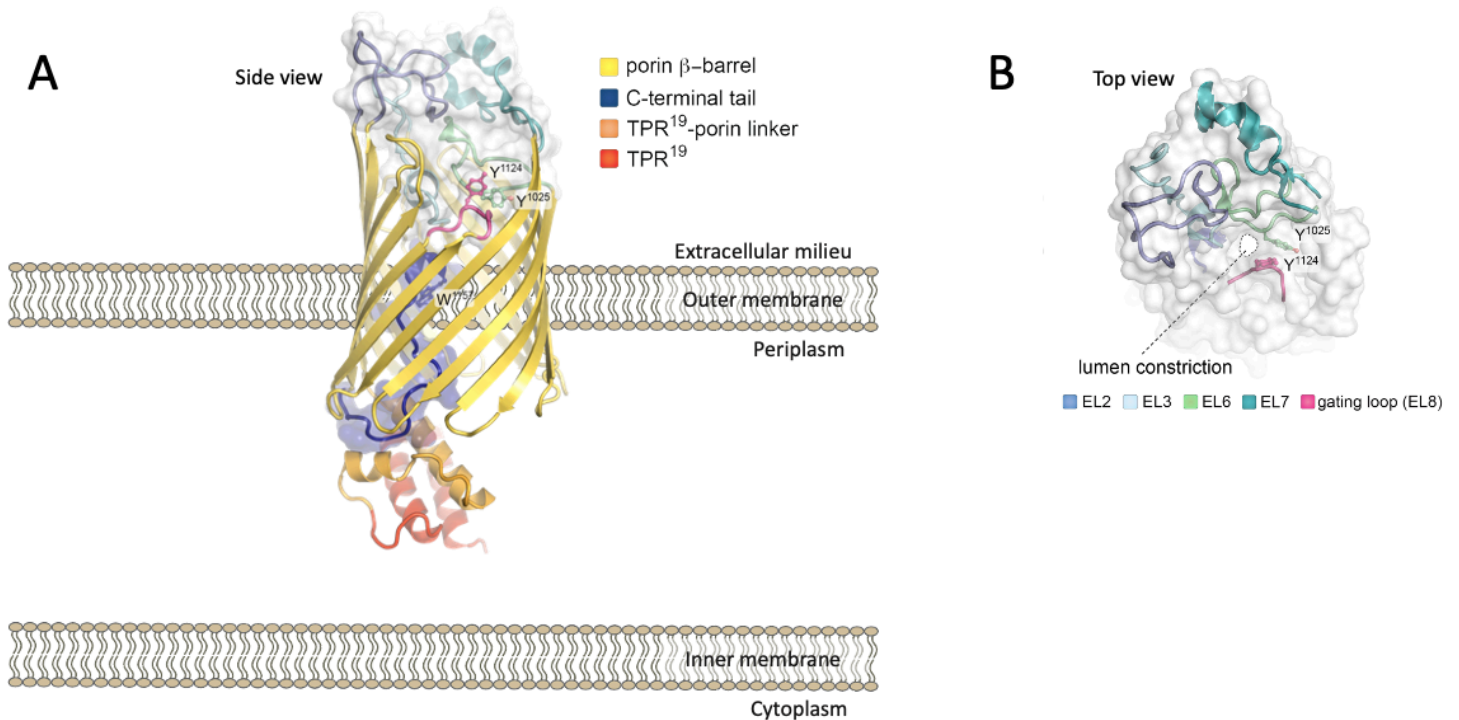 A
Side view
porin β–barrel
C-terminal tail
TPR¹⁹-porin linker
TPR¹⁹
Y¹¹²⁴
Y¹⁰²⁵
Extracellular milieu
W¹¹⁵⁷
Outer membrane
Periplasm
Inner membrane
Cytoplasm
B
Top view
Y¹⁰²⁵
Y¹¹²⁴
lumen constriction
EL2 EL3 EL6 EL7 gating loop (EL8)